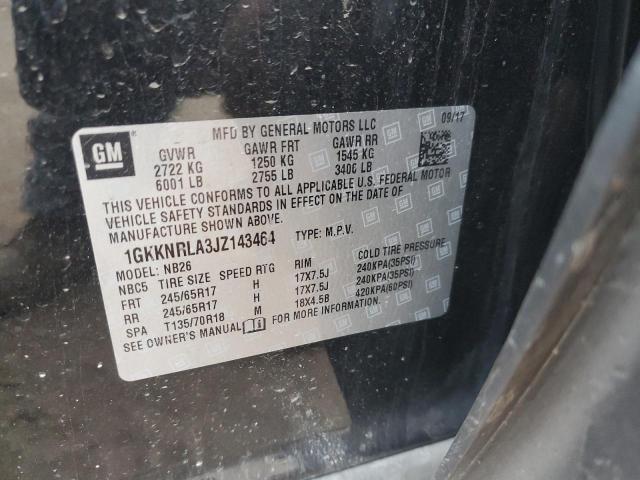 GM
MFD BY GENERAL MOTORS LLC 09/17
GVWR GAWR FRT GAWR RR
2722 KG 1250 KG 1545 KG
6001 LB 2755 LB 3406 LB
THIS VEHICLE CONFORMS TO ALL APPLICABLE U.S. FEDERAL MOTOR
VEHICLE SAFETY STANDARDS IN EFFECT ON THE DATE OF
MANUFACTURE SHOWN ABOVE.
1GKKNRLA3JZ143464 TYPE: M.P.V.
MODEL: NB26
NBC5 TIRE SIZE SPEED RTG RIM COLD TIRE PRESSURE
FRT 245/65R17 H 17X7.5J 240KPA(35PSI)
RR 245/65R17 H 17X7.5J 240KPA(35PSI)
SPA T135/70R18 M 18X4.5B 420KPA(60PSI)
SEE OWNER'S MANUAL FOR MORE INFORMATION